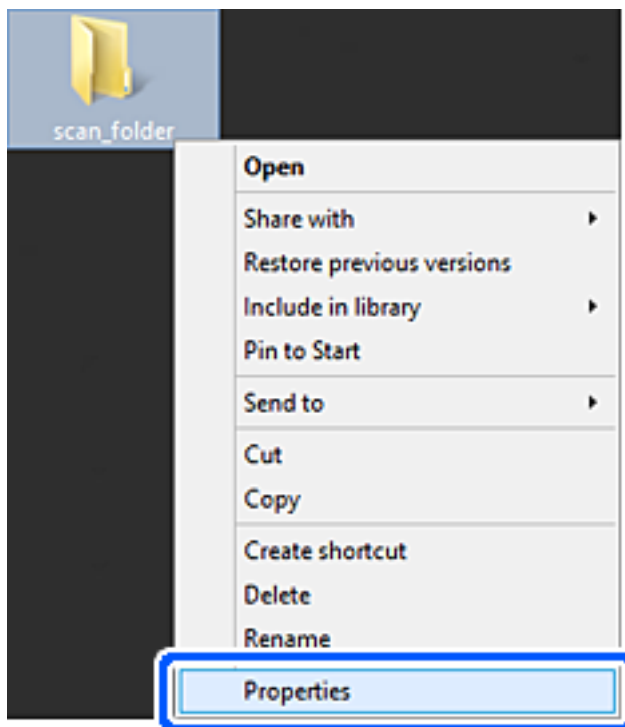 scan_folder
Open
Share with
Restore previous versions
Include in library
Pin to Start
Send to
Cut
Copy
Create shortcut
Delete
Rename
Properties